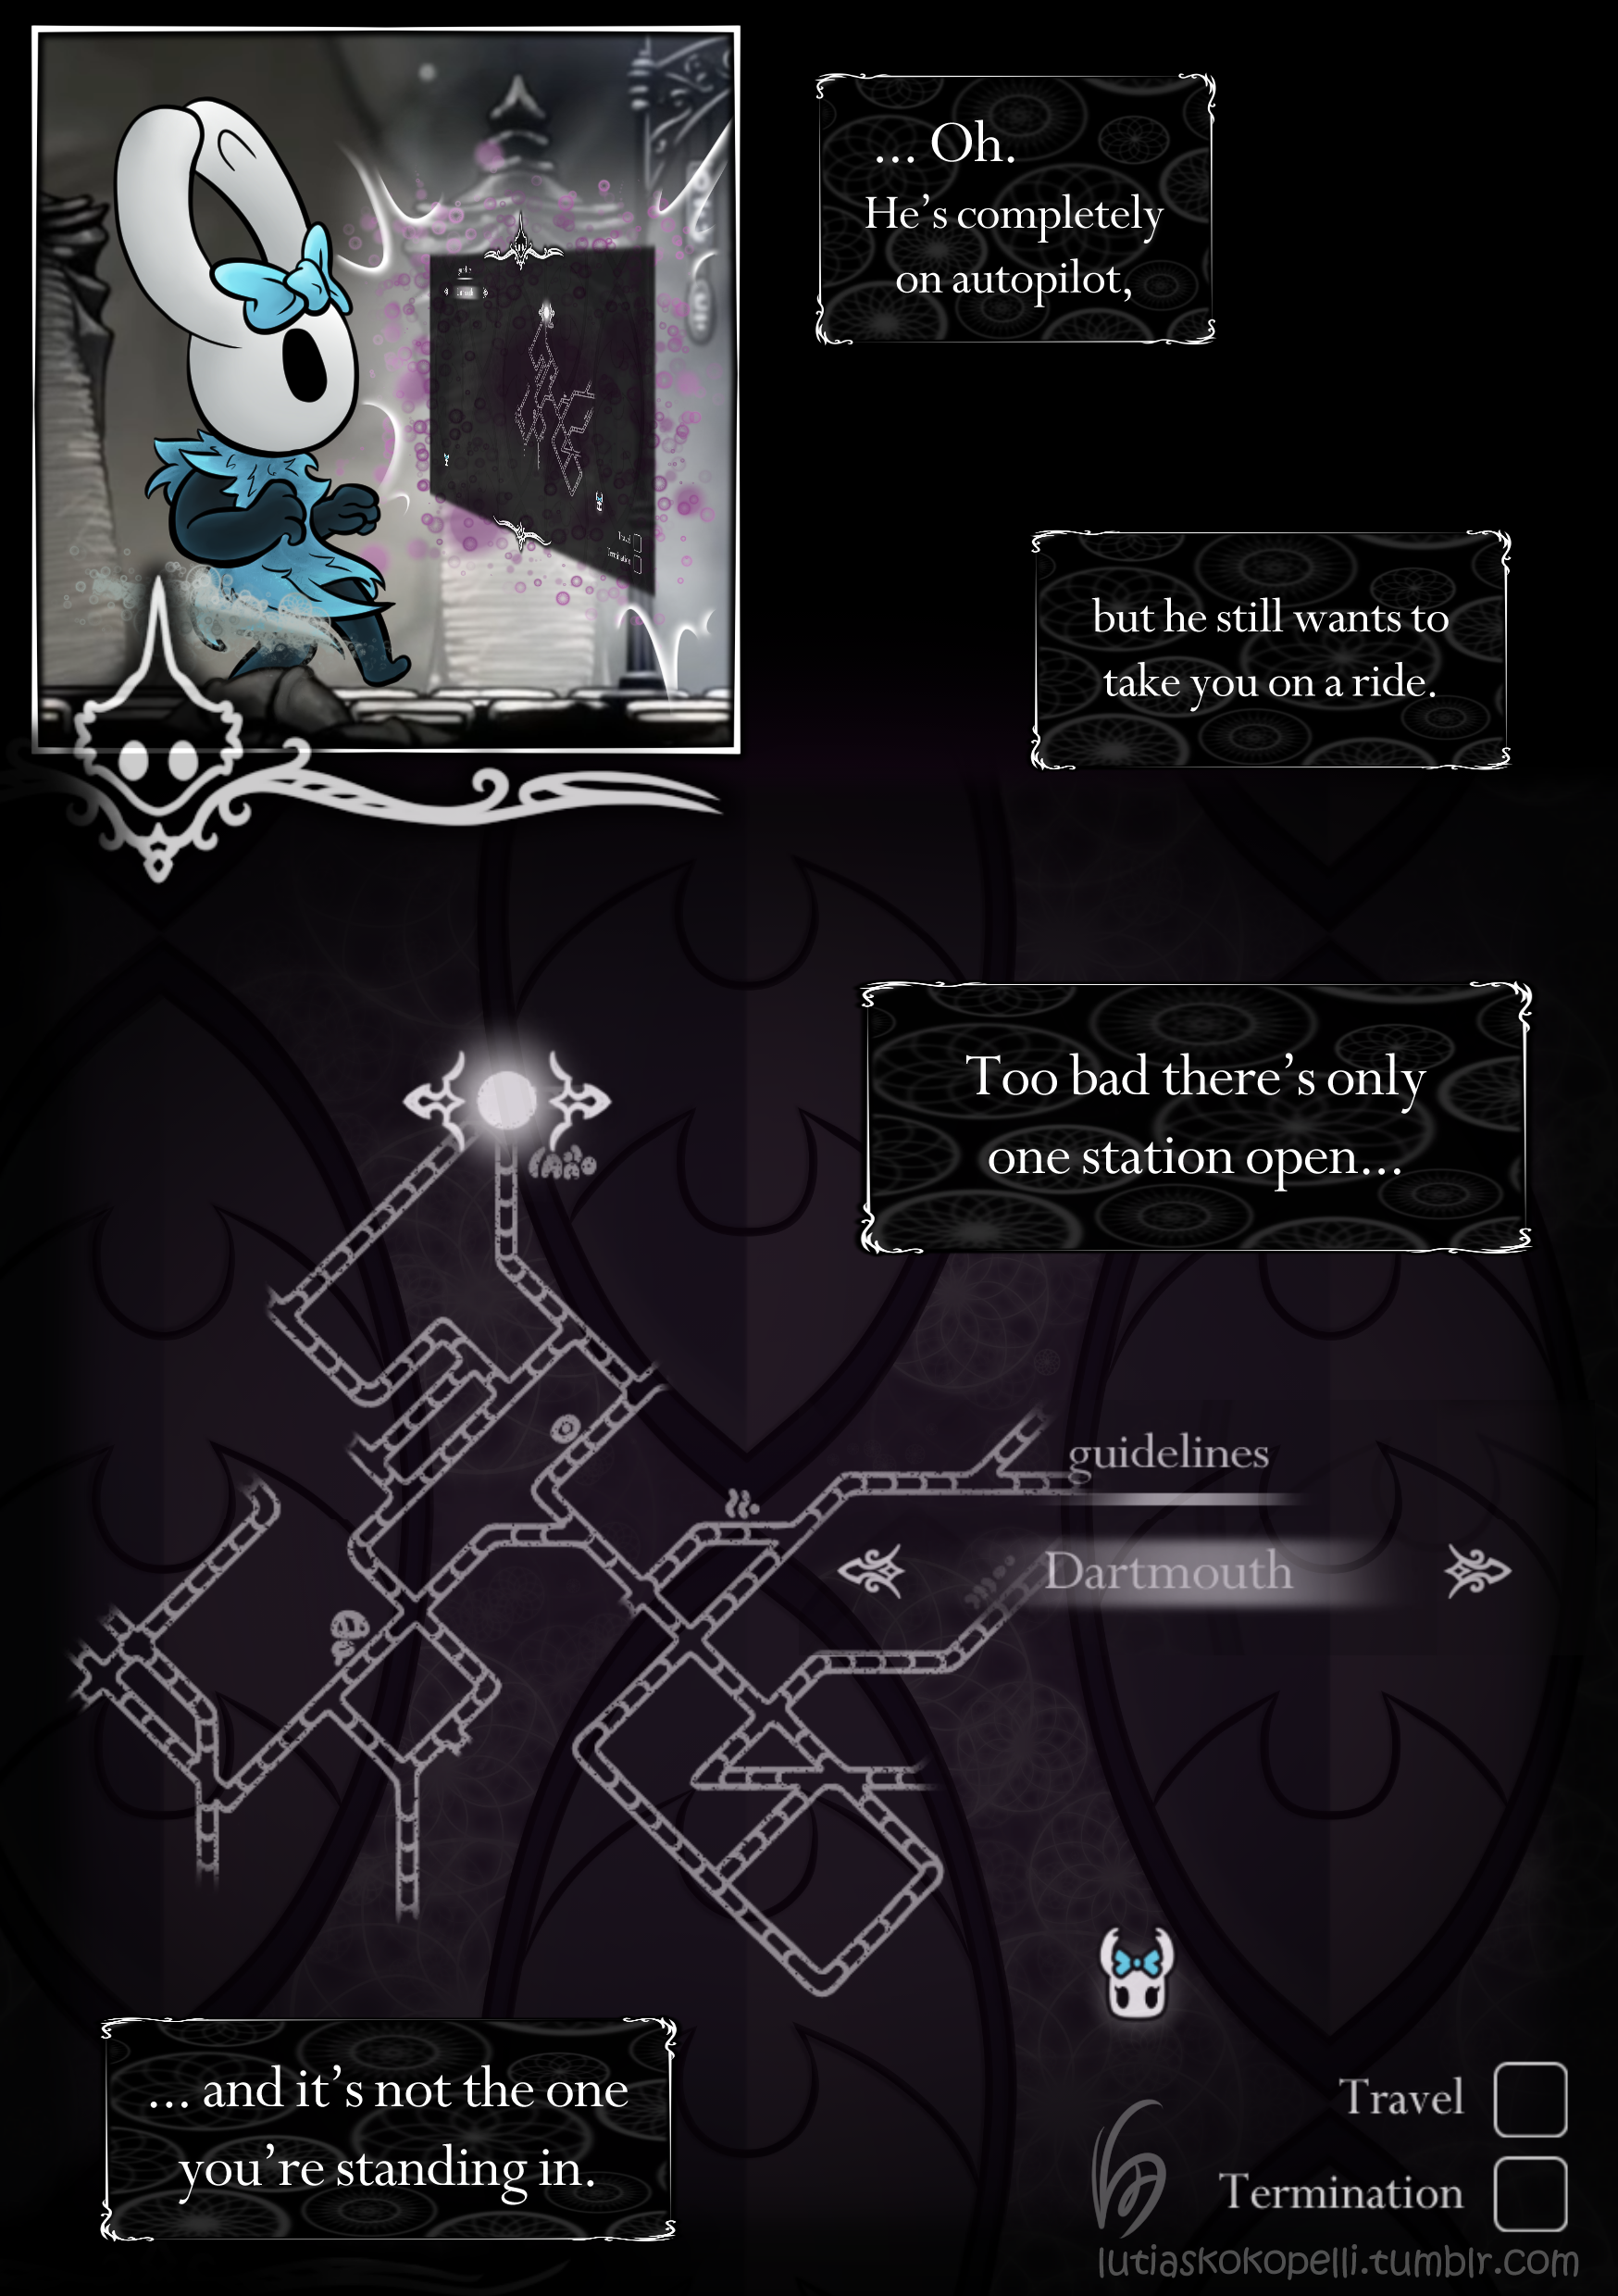 ... Oh.
He's completely
on autopilot,
but he still wants to
take you on a ride.
Too bad there's only
one station open...
guidelines
Dartmouth
... and it's not the one
you're standing in.
Travel
Termination
lutiaskokopelli.tumblr.com